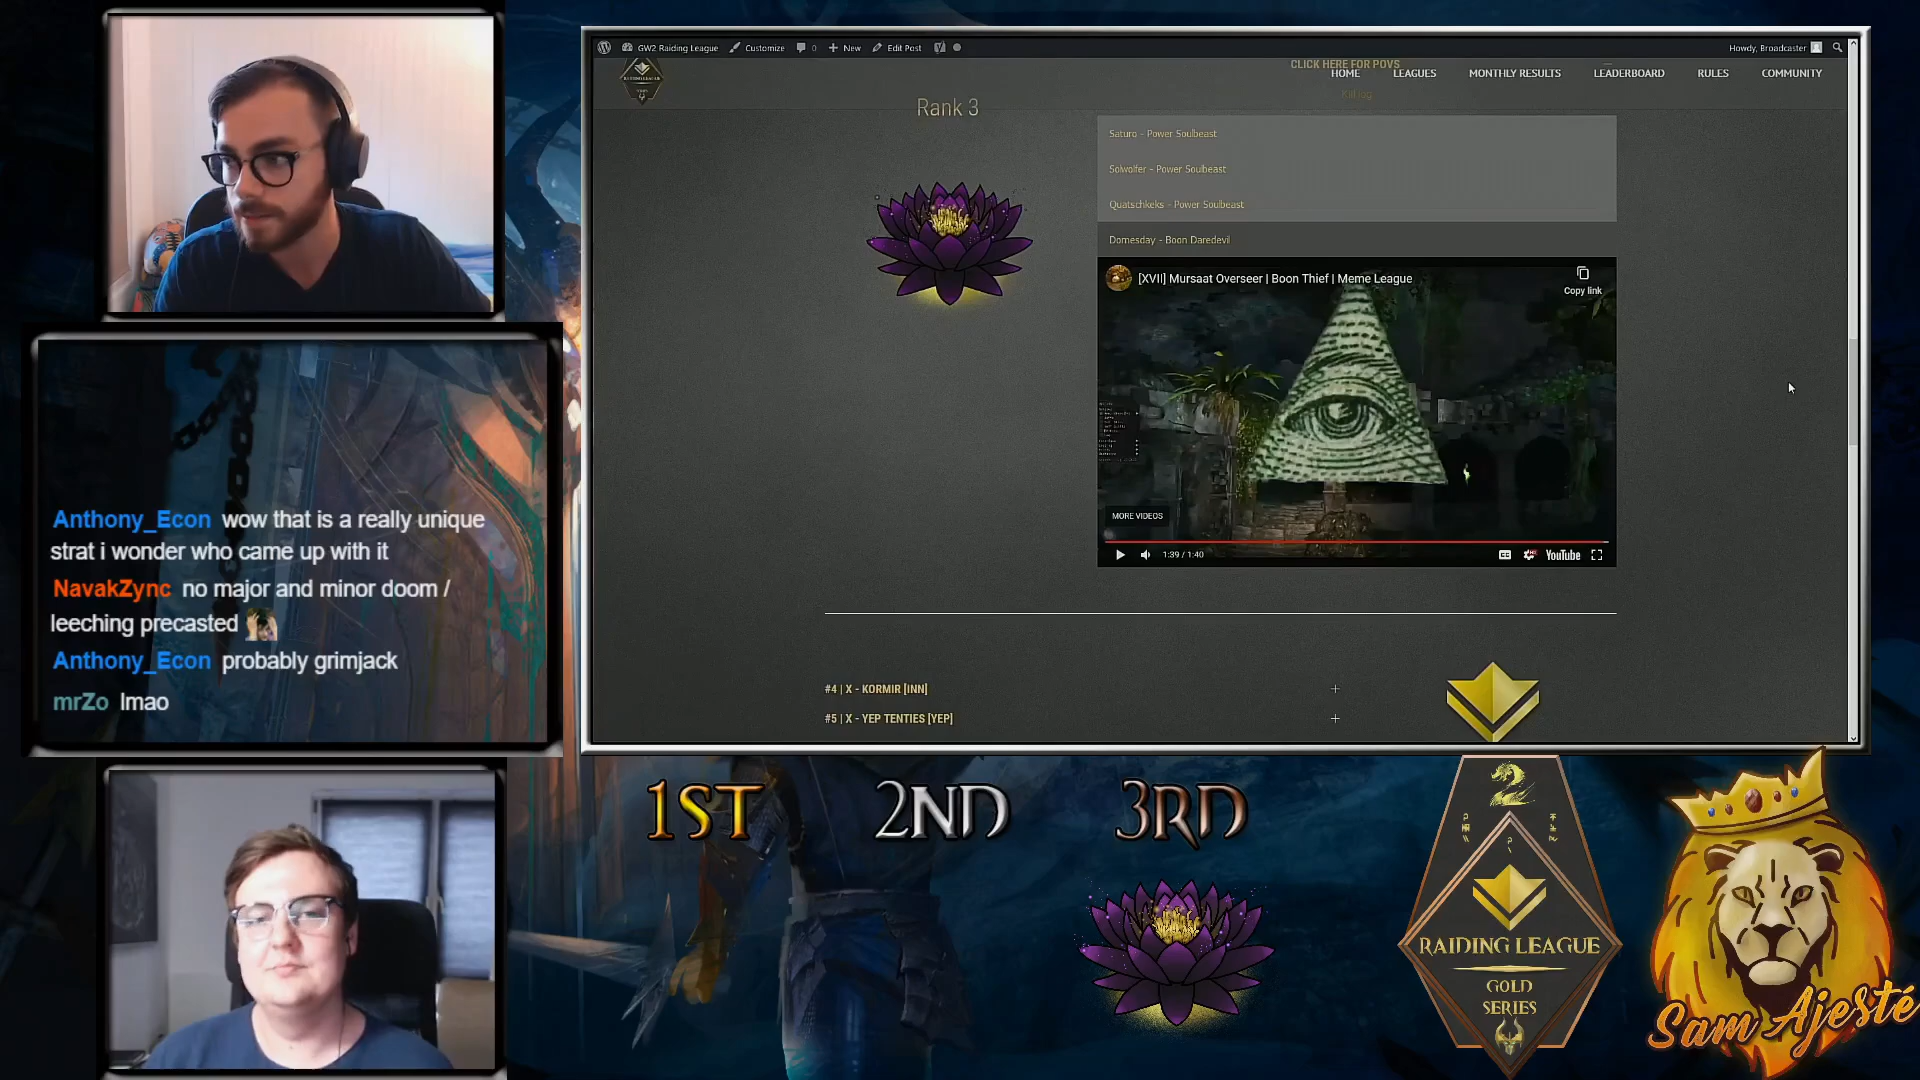 GW2 Raiding League
Customize
0
New
Edit Post
Howdy, Broadcaster
CLICK HERE FOR POVS
HOME
LEAGUES
MONTHLY RESULTS
LEADERBOARD
RULES
COMMUNITY
Kill log
Rank 3
Saturo - Power Soulbeast
Solwolfer - Power Soulbeast
Quatschkeks - Power Soulbeast
Domesday - Boon Daredevil
[XVII] Mursaat Overseer | Boon Thief | Meme League
Copy link
MORE VIDEOS
1:39 / 1:40
CC
YouTube
#4 | X - KORMIR [INN]
+
#5 | X - YEP TENTIES [YEP]
+
Anthony_Econ wow that is a really unique
strat i wonder who came up with it
NavakZync no major and minor doom /
leeching precasted
Anthony_Econ probably grimjack
mrZo lmao
1ST
2ND
3RD
RAIDING LEAGUE
GOLD
SERIES
Sam Ajesté